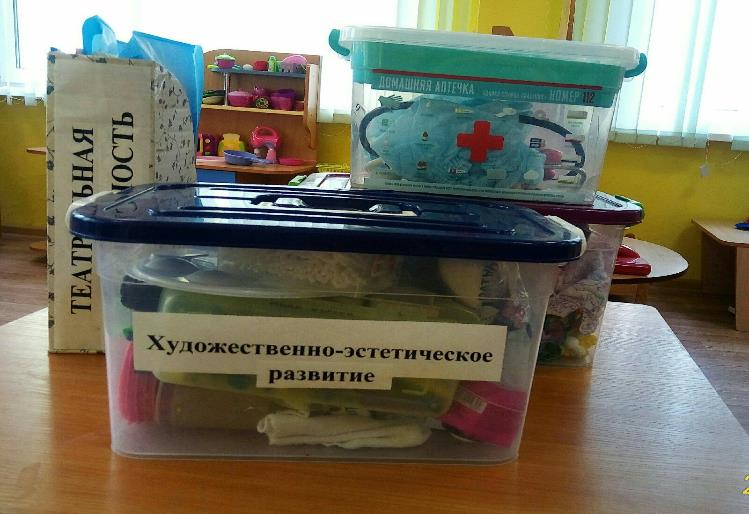 ТЕАТРАЛЬНАЯ
ДОМАШНЯЯ АПТЕЧКА
НОМЕР 112
Художественно-эстетическое
развитие